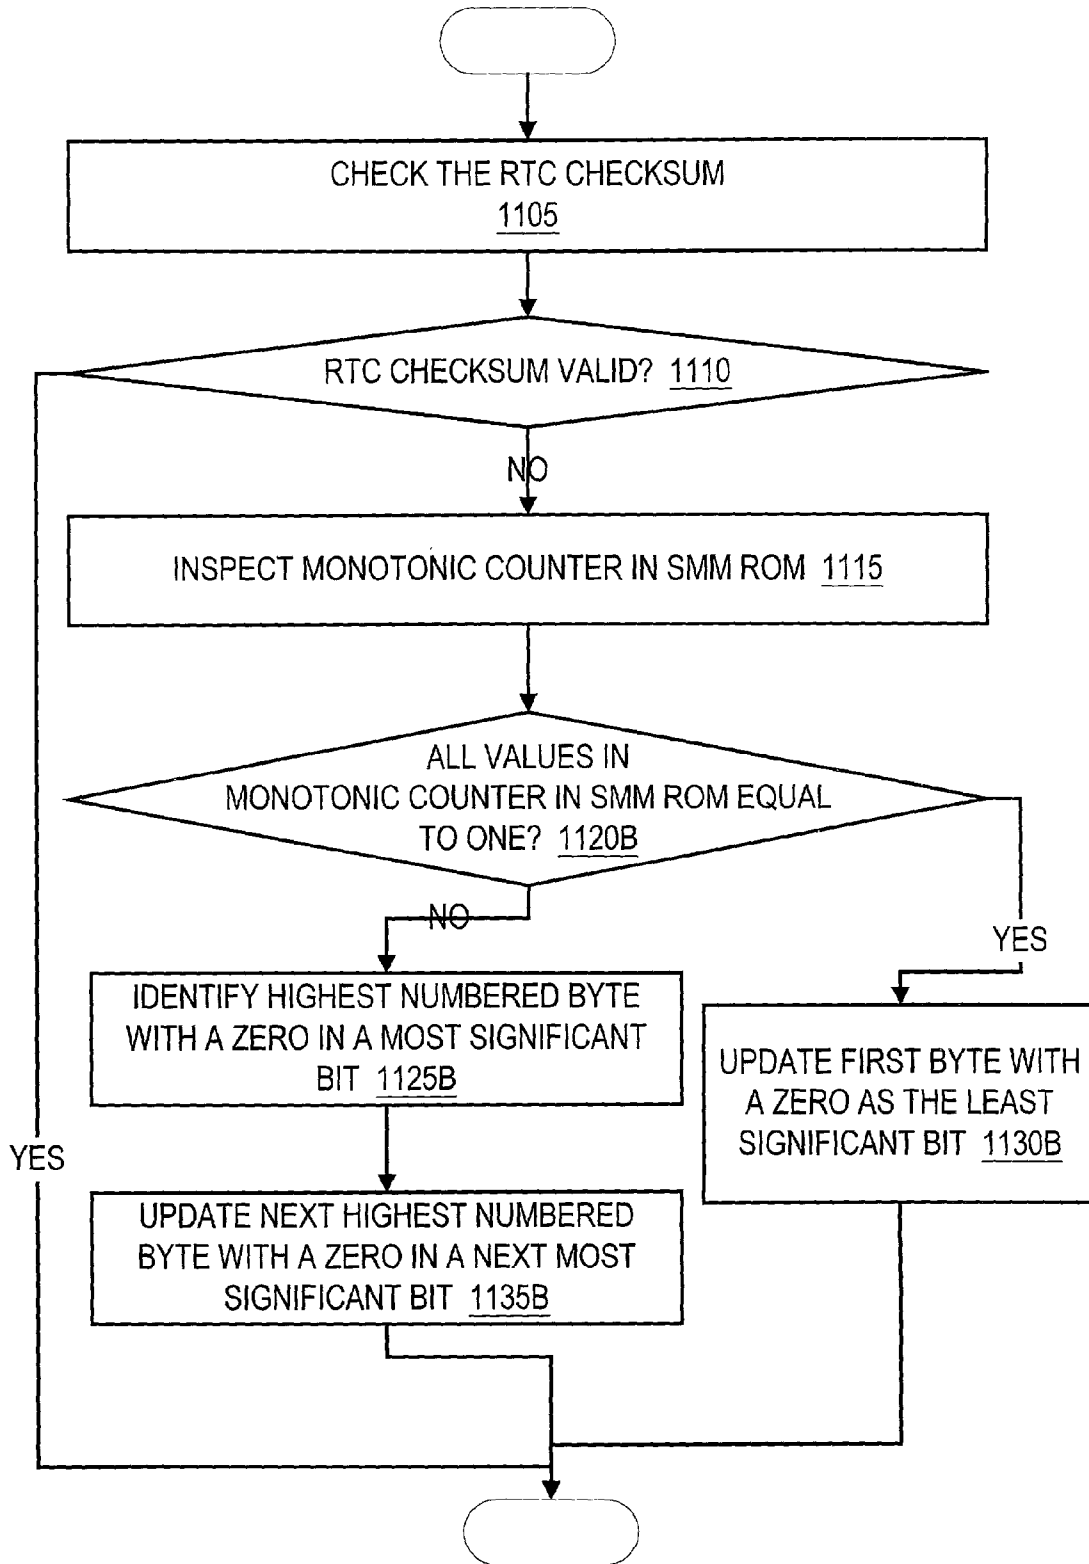 CHECK THE RTC CHECKSUM
1105
RTC CHECKSUM VALID? 1110
NO
INSPECT MONOTONIC COUNTER IN SMM ROM 1115
ALL VALUES IN
MONOTONIC COUNTER IN SMM ROM EQUAL
TO ONE? 1120B
NO
YES
IDENTIFY HIGHEST NUMBERED BYTE
WITH A ZERO IN A MOST SIGNIFICANT
BIT 1125B
UPDATE FIRST BYTE WITH
A ZERO AS THE LEAST
SIGNIFICANT BIT 1130B
YES
UPDATE NEXT HIGHEST NUMBERED
BYTE WITH A ZERO IN A NEXT MOST
SIGNIFICANT BIT 1135B